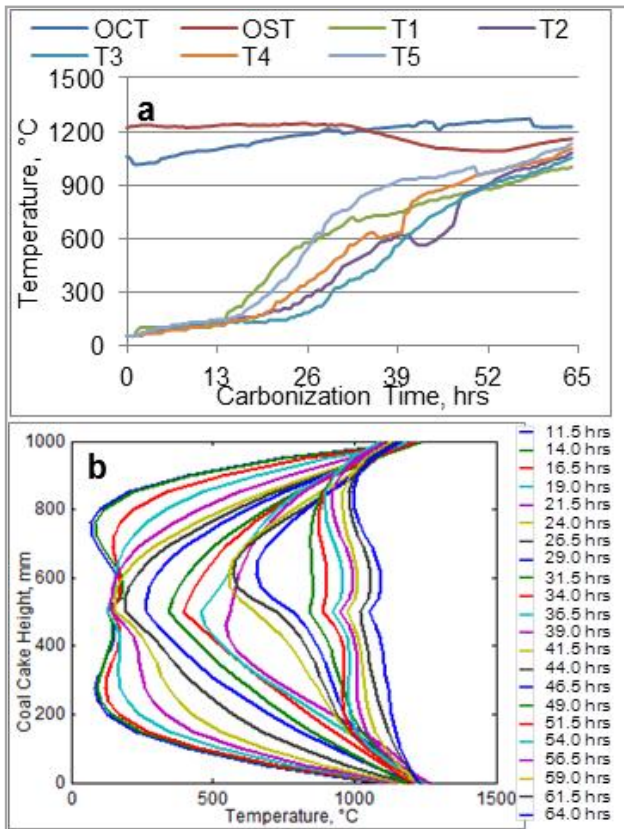 OCT OST T1 T2
T3 T4 T5
1500
a
1200
900
600
300
0
Temperature, °C
0 13 26 39 52 65
Carbonization Time, hrs
b
1000
800
600
400
200
0
Coal Cake Height, mm
0 500 1000 1500
Temperature, °C
11.5 hrs
14.0 hrs
16.5 hrs
19.0 hrs
21.5 hrs
24.0 hrs
26.5 hrs
29.0 hrs
31.5 hrs
34.0 hrs
36.5 hrs
39.0 hrs
41.5 hrs
44.0 hrs
46.5 hrs
49.0 hrs
51.5 hrs
54.0 hrs
56.5 hrs
59.0 hrs
61.5 hrs
64.0 hrs